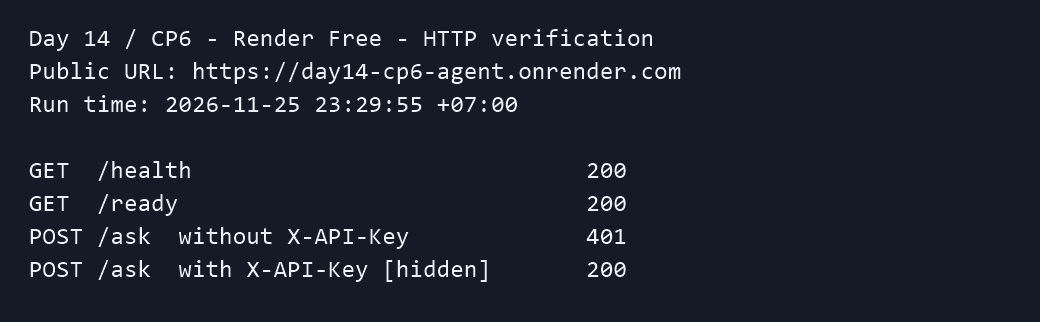 Day 14 / CP6 - Render Free - HTTP verification
Public URL: https://day14-cp6-agent.onrender.com
Run time: 2026-11-25 23:29:55 +07:00
GET  /health                             200
GET  /ready                              200
POST /ask  without X-API-Key             401
POST /ask  with X-API-Key [hidden]       200